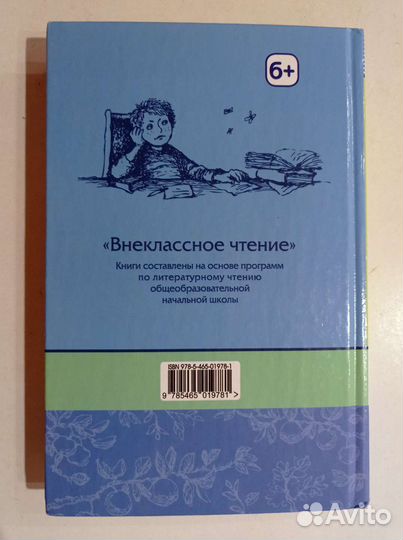 6+
«Внеклассное чтение»
Книги составлены на основе программ
по литературному чтению
общеобразовательной
начальной школы
ISBN 978-5-465-01978-1
9 785465 019781 >
Avito